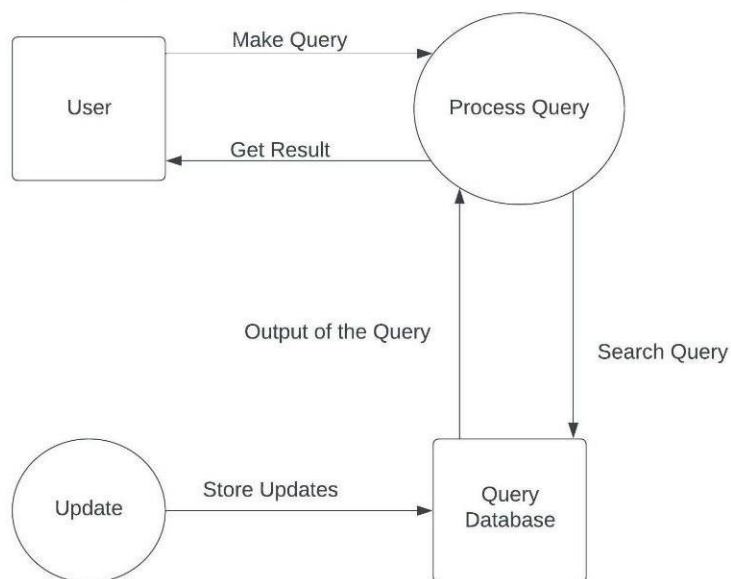 Make Query
User
Process Query
Get Result
Output of the Query
Search Query
Store Updates
Update
Query
Database